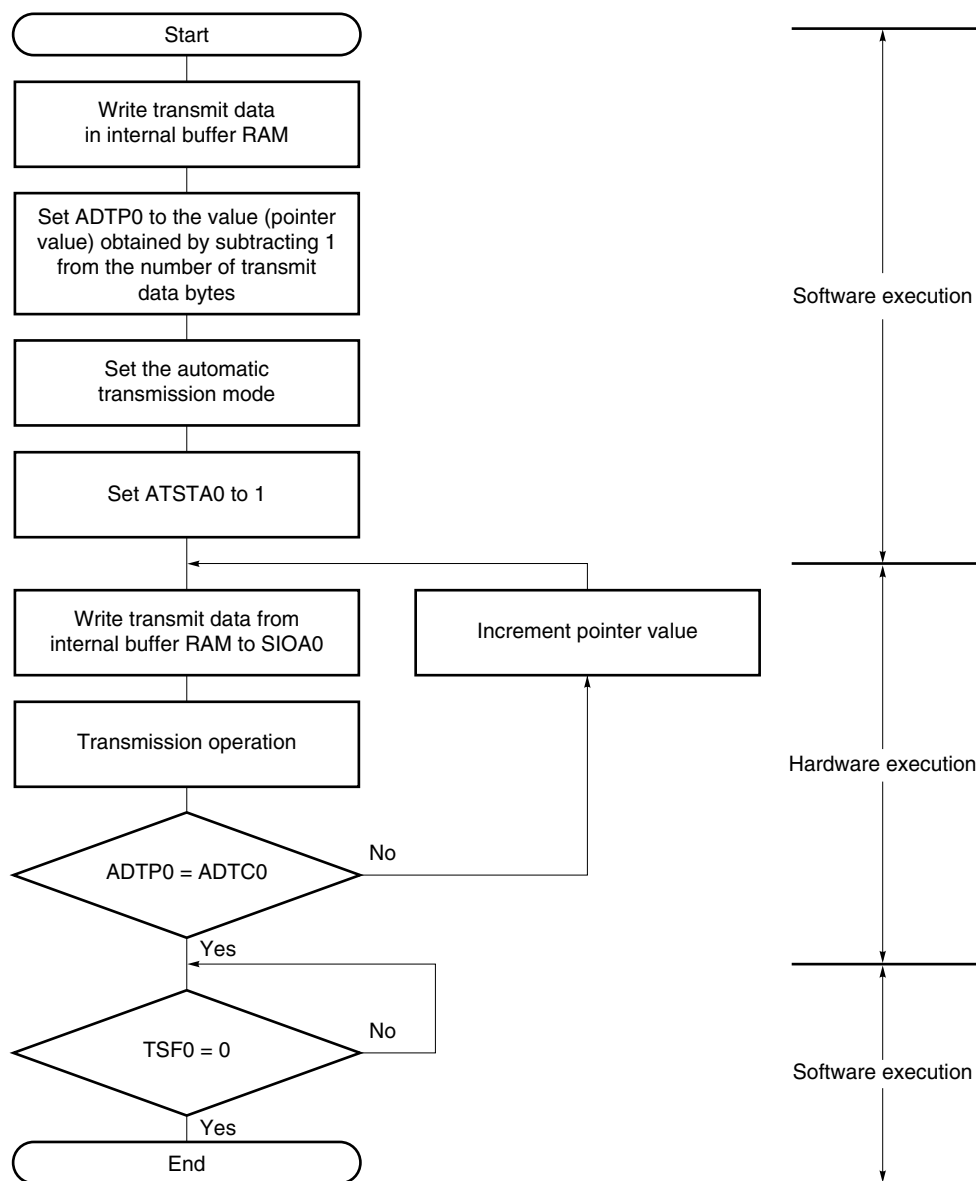 Start
Write transmit data
in internal buffer RAM
Set ADTP0 to the value (pointer
value) obtained by subtracting 1
from the number of transmit
data bytes
Software execution
Set the automatic
transmission mode
Set ATSTA0 to 1
Write transmit data from
internal buffer RAM to SIOA0
Increment pointer value
Transmission operation
Hardware execution
ADTP0 = ADTC0
No
Yes
TSF0 = 0
No
Software execution
Yes
End